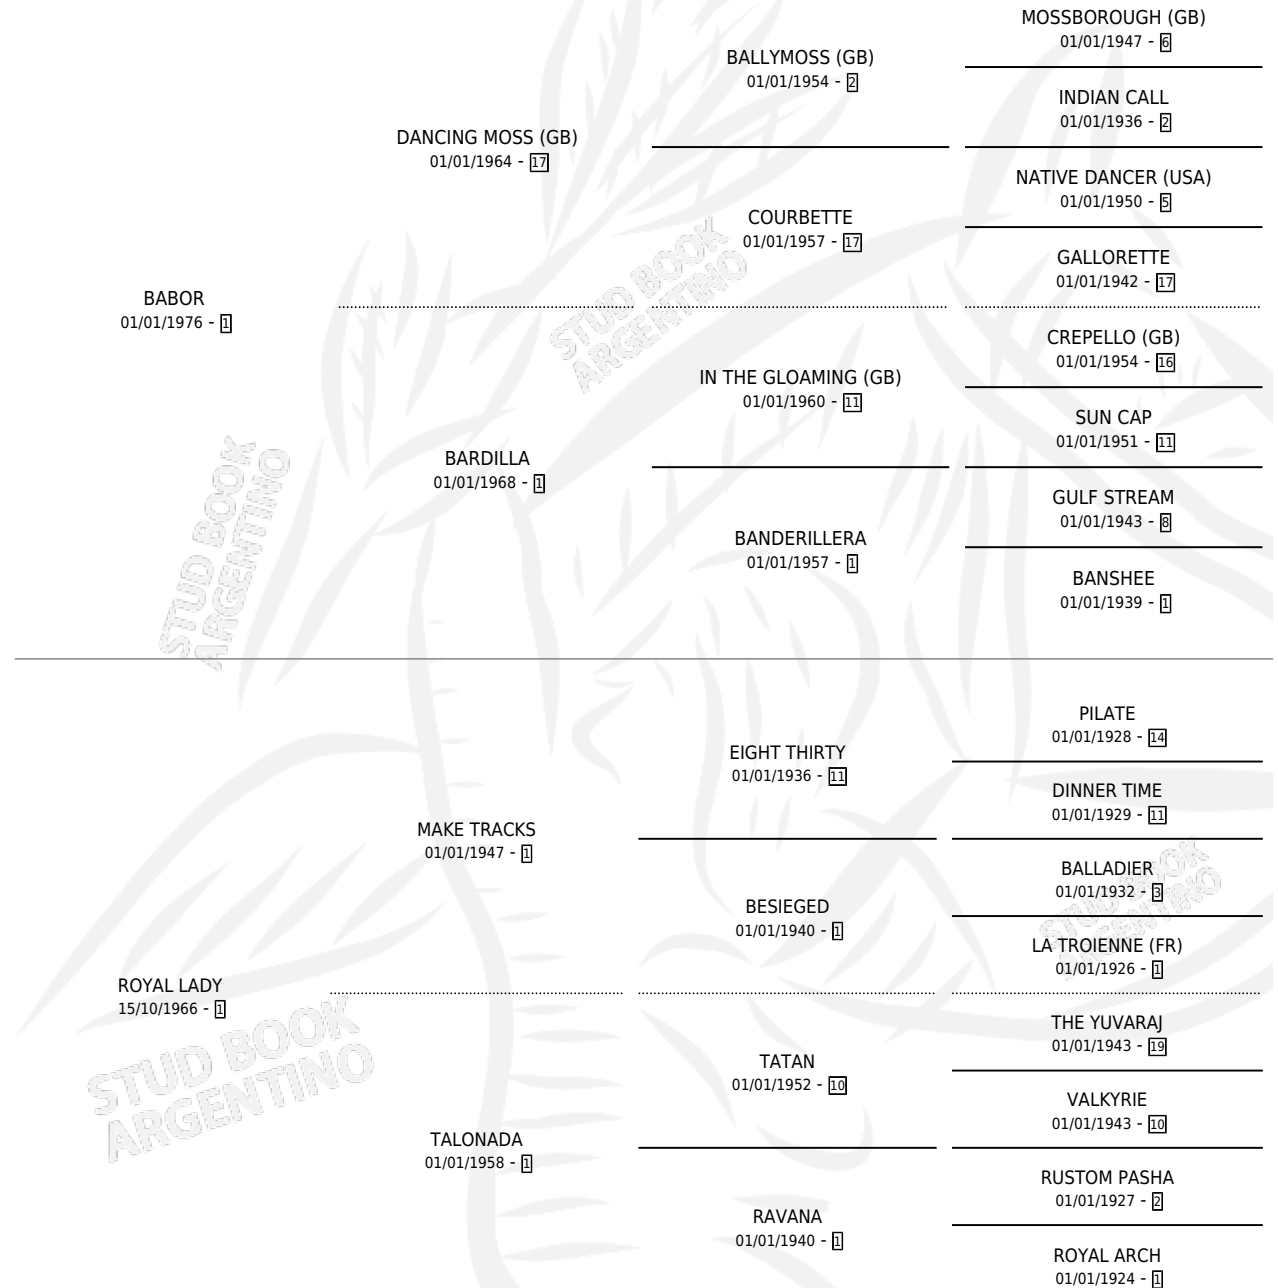 MOSSBOROUGH (GB)
01/01/1947 - 6
BALLYMOSS (GB)
01/01/1954 - 2
INDIAN CALL
01/01/1936 - 2
DANCING MOSS (GB)
01/01/1964 - 17
NATIVE DANCER (USA)
01/01/1950 - 5
COURBETTE
01/01/1957 - 17
GALLORETTE
01/01/1942 - 17
BABOR
01/01/1976 - 1
STUD BOOK
ARGENTINO
CREPELLO (GB)
01/01/1954 - 16
IN THE GLOAMING (GB)
01/01/1960 - 11
SUN CAP
01/01/1951 - 11
BARDILLA
01/01/1968 - 1
GULF STREAM
01/01/1943 - 8
BANDERILLERA
01/01/1957 - 1
BANSHEE
01/01/1939 - 1
STUD BOOK
ARGENTINO
PILATE
01/01/1928 - 14
EIGHT THIRTY
01/01/1936 - 11
DINNER TIME
01/01/1929 - 11
MAKE TRACKS
01/01/1947 - 1
BALLADIER
01/01/1932 - 3
BESIEGED
01/01/1940 - 1
STUD BOOK
ARGENTINO
LA TROIENNE (FR)
01/01/1926 - 1
ROYAL LADY
15/10/1966 - 1
THE YUVARAJ
01/01/1943 - 19
TATAN
01/01/1952 - 10
STUD BOOK
ARGENTINO
VALKYRIE
01/01/1943 - 10
TALONADA
01/01/1958 - 1
RUSTOM PASHA
01/01/1927 - 2
RAVANA
01/01/1940 - 1
ROYAL ARCH
01/01/1924 - 1